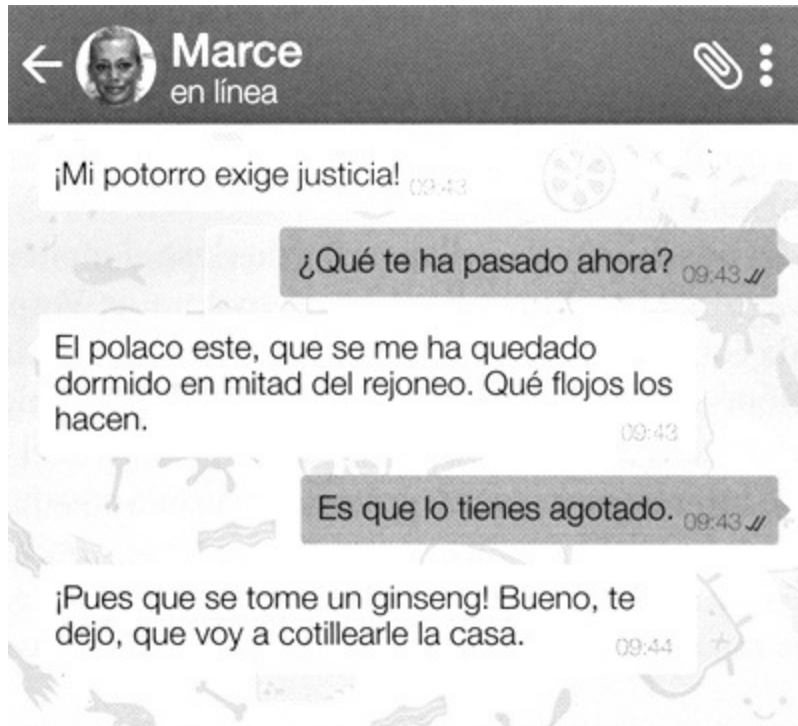 Marce
en línea
¡Mi potorro exige justicia! 09:43
¿Qué te ha pasado ahora? 09:43
El polaco este, que se me ha quedado
dormido en mitad del rejoneo. Qué flojos los
hacen.
09:43
Es que lo tienes agotado. 09:43
¡Pues que se tome un ginseng! Bueno, te
dejo, que voy a cotillearle la casa.
09:44